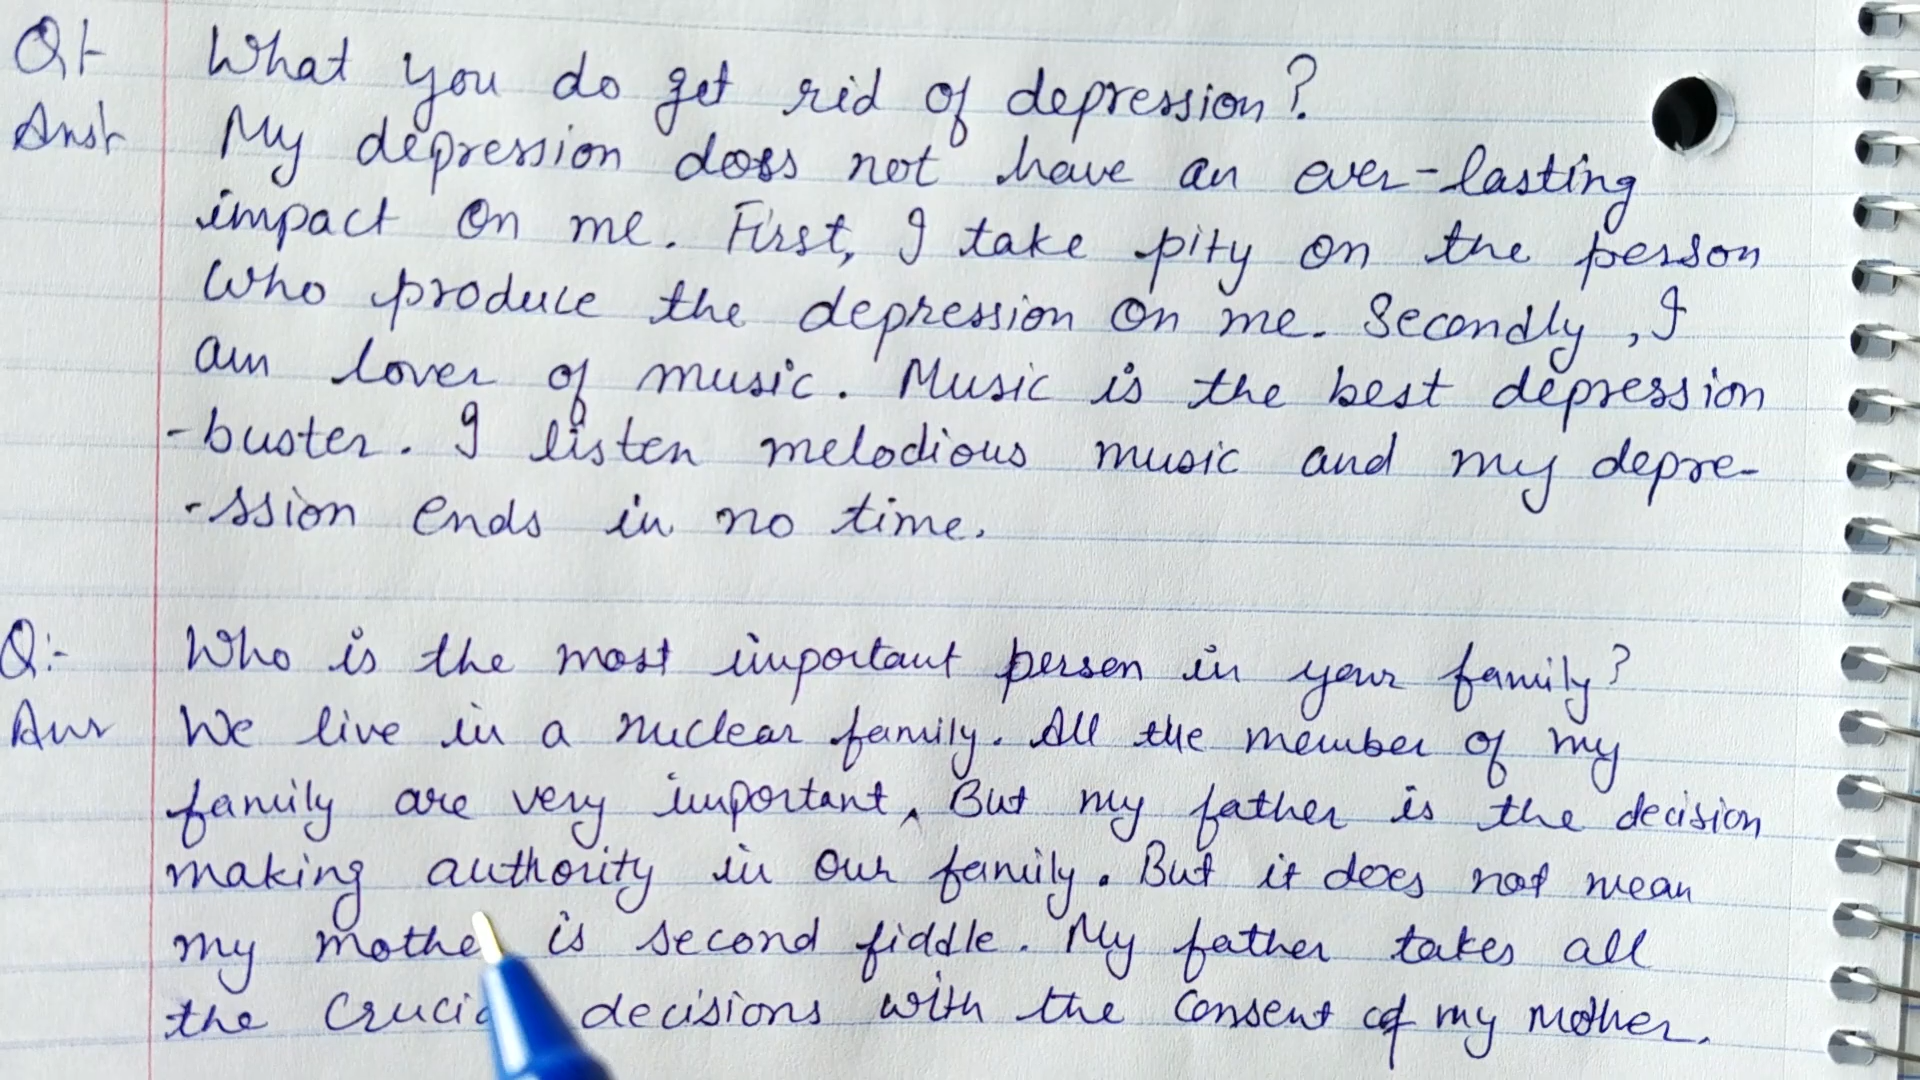 Q:- What you do get rid of depression?
Ans:- My depression does not have an ever-lasting
impact on me. First, I take pity on the person
who produce the depression on me. Secondly, I
am lover of music. Music is the best depression
-buster. I listen melodious music and my depre-
-ssion ends in no time.
Q:- Who is the most important person in your family?
Ans We live in a nuclear family. All the member of my
family are very important. But my father is the decision
making authority in our family. But it does not mean
my is second fiddle. My father takes all
the decisions with the consent of my mother.